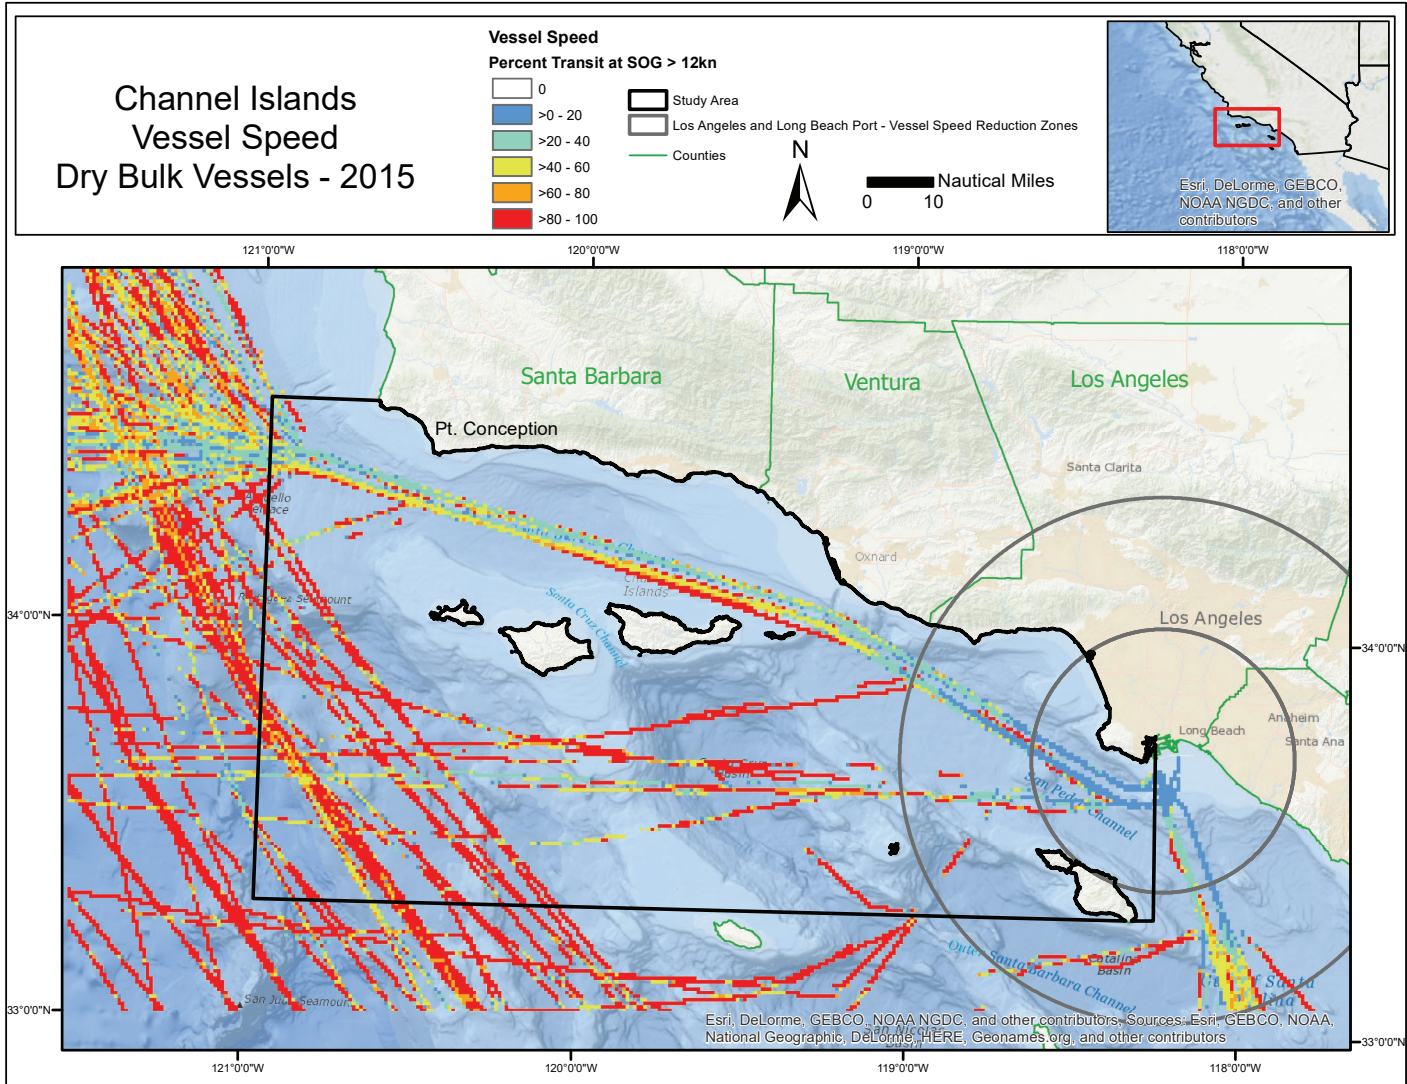 Channel Islands
Vessel Speed
Dry Bulk Vessels - 2015
Vessel Speed
Percent Transit at SOG > 12kn
0
>0 - 20
>20 - 40
>40 - 60
>60 - 80
>80 - 100
Study Area
Los Angeles and Long Beach Port - Vessel Speed Reduction Zones
Counties
N
Nautical Miles
0 10
Esri, DeLorme, GEBCO,
NOAA NGDC, and other
contributors
121°0'0"W 120°0'0"W 119°0'0"W 118°0'0"W
Santa Barbara
Ventura
Los Angeles
Pt. Conception
Santa Clarita
Oxnard
Islands
Santa Cruz Channel
34°0'0"N
Los Angeles
34°0'0"N
Long Beach
Anaheim
Santa Ana
San Pedro Channel
Outer Santa Barbara Channel
Catalina
Basin
San Juan Seamount
33°0'0"N
Esri, DeLorme, GEBCO, NOAA NGDC, and other contributors, Sources: Esri, GEBCO, NOAA,
National Geographic, DeLorme, HERE, Geonames.org, and other contributors
San Nicolas
Basin
33°0'0"N
121°0'0"W 120°0'0"W 119°0'0"W 118°0'0"W